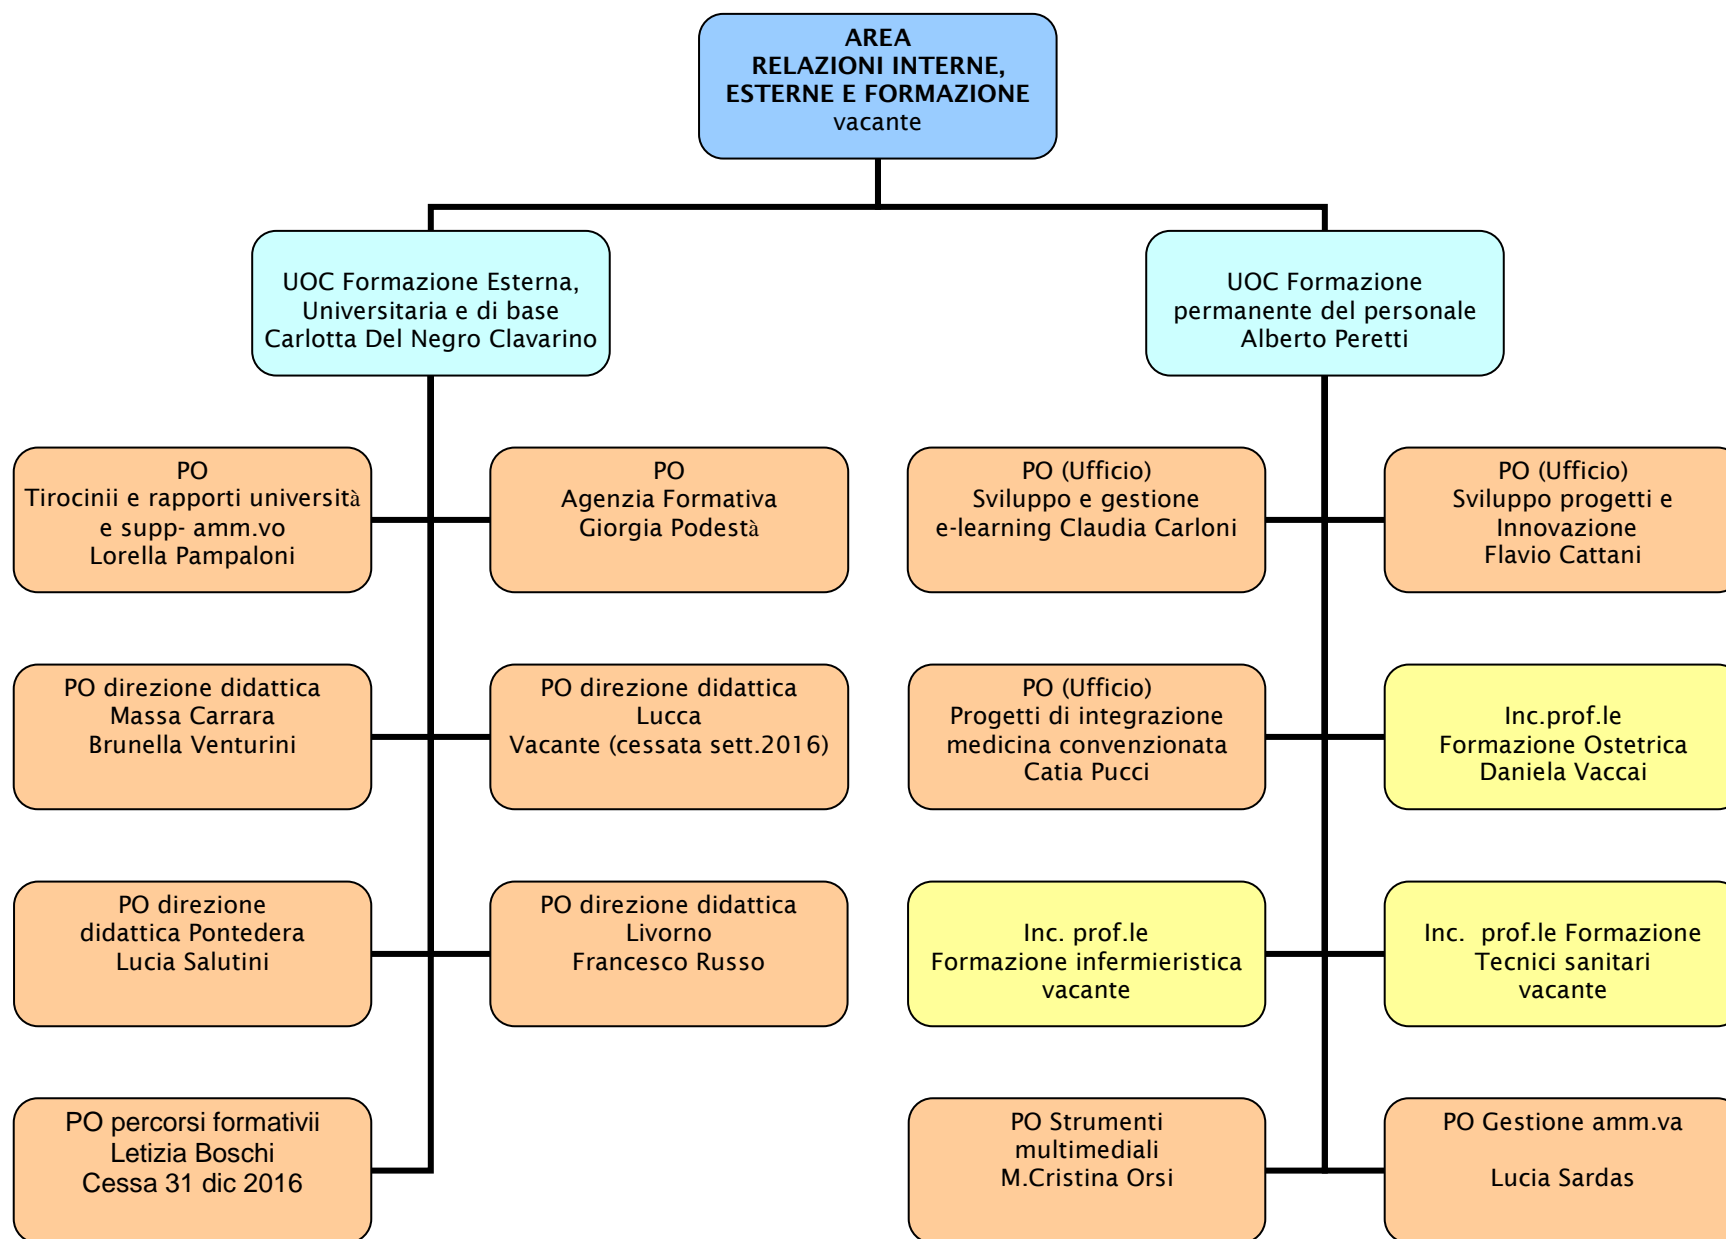 AREA
RELAZIONI INTERNE,
ESTERNE E FORMAZIONE
vacante
UOC Formazione Esterna,
Universitaria e di base
Carlotta Del Negro Clavarino
UOC Formazione
permanente del personale
Alberto Peretti
PO
Tirocinii e rapporti università
e supp- amm.vo
Lorella Pampaloni
PO
Agenzia Formativa
Giorgia Podestà
PO (Ufficio)
Sviluppo e gestione
e-learning Claudia Carloni
PO (Ufficio)
Sviluppo progetti e
Innovazione
Flavio Cattani
PO direzione didattica
Massa Carrara
Brunella Venturini
PO direzione didattica
Lucca
Vacante (cessata sett.2016)
PO (Ufficio)
Progetti di integrazione
medicina convenzionata
Catia Pucci
Inc.prof.le
Formazione Ostetrica
Daniela Vaccai
PO direzione
didattica Pontedera
Lucia Salutini
PO direzione didattica
Livorno
Francesco Russo
Inc. prof.le
Formazione infermieristica
vacante
Inc.  prof.le Formazione
Tecnici sanitari
vacante
PO percorsi formativii
Letizia Boschi
Cessa 31 dic 2016
PO Strumenti
multimediali
M.Cristina Orsi
PO Gestione amm.va
Lucia Sardas